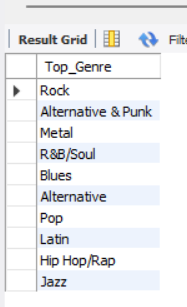 Result Grid
Filte
Top_Genre
Rock
Alternative & Punk
Metal
R&B/Soul
Blues
Alternative
Pop
Latin
Hip Hop/Rap
Jazz